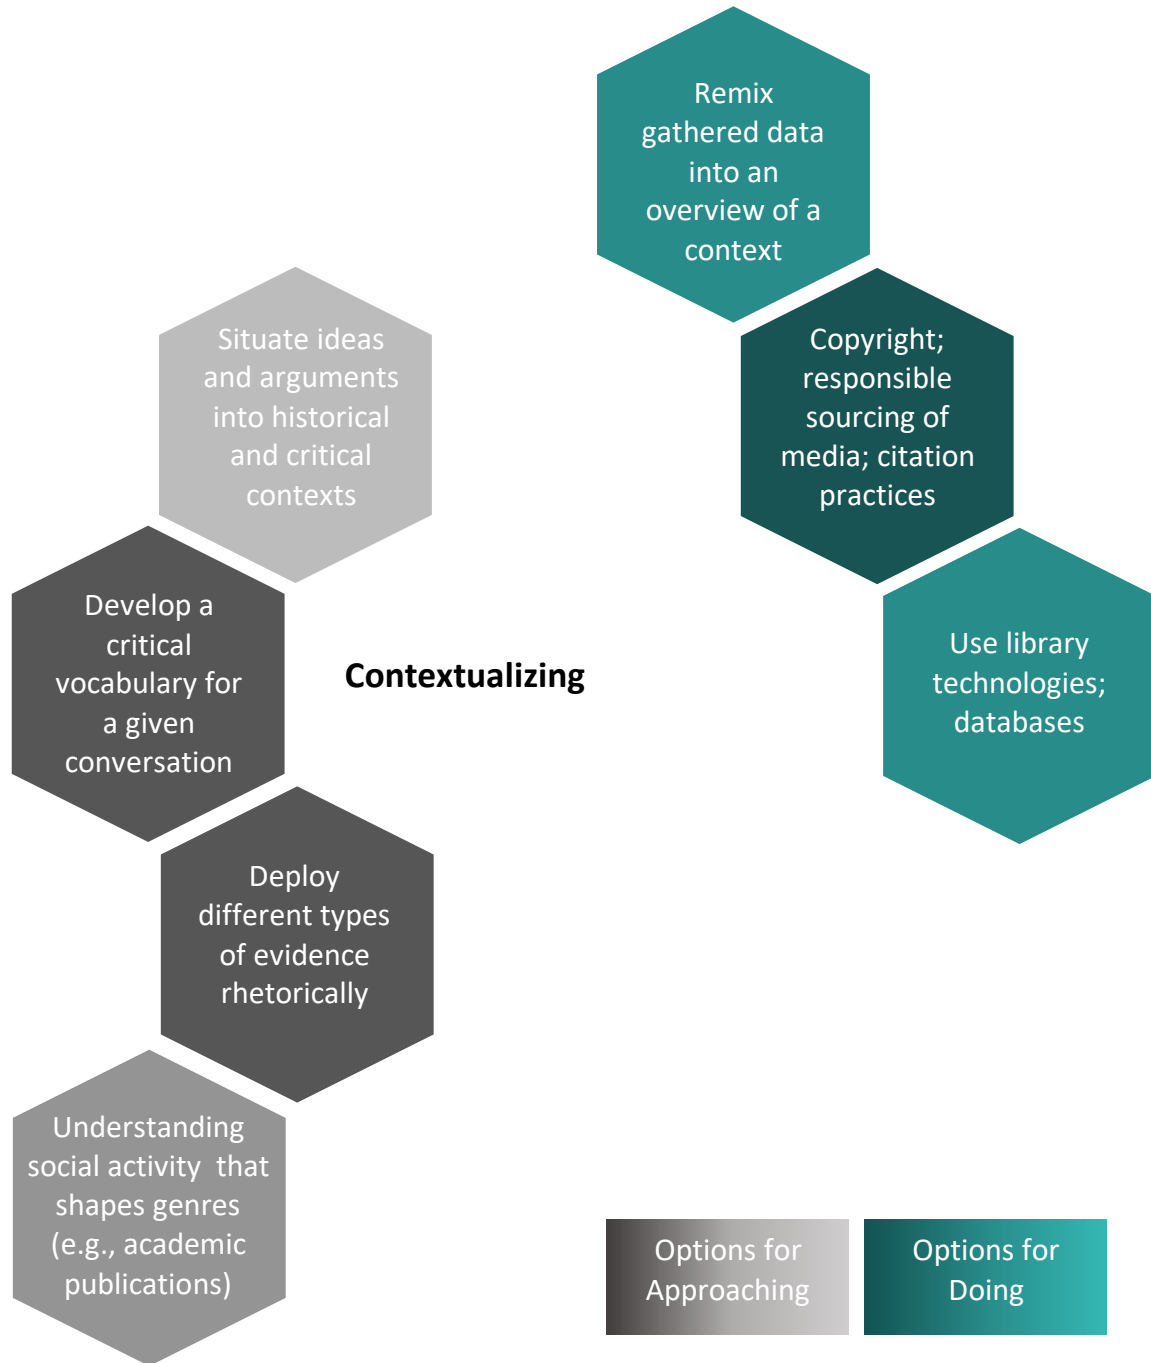 Remix
gathered data
into an
overview of a
context
Situate ideas
and arguments
into historical
and critical
contexts
Copyright;
responsible
sourcing of
media; citation
practices
Develop a
critical
vocabulary for
a given
conversation
Contextualizing
Use library
technologies;
databases
Deploy
different types
of evidence
rhetorically
Understanding
social activity  that
shapes genres
(e.g., academic
publications)
Options for
Approaching
Options for
Doing